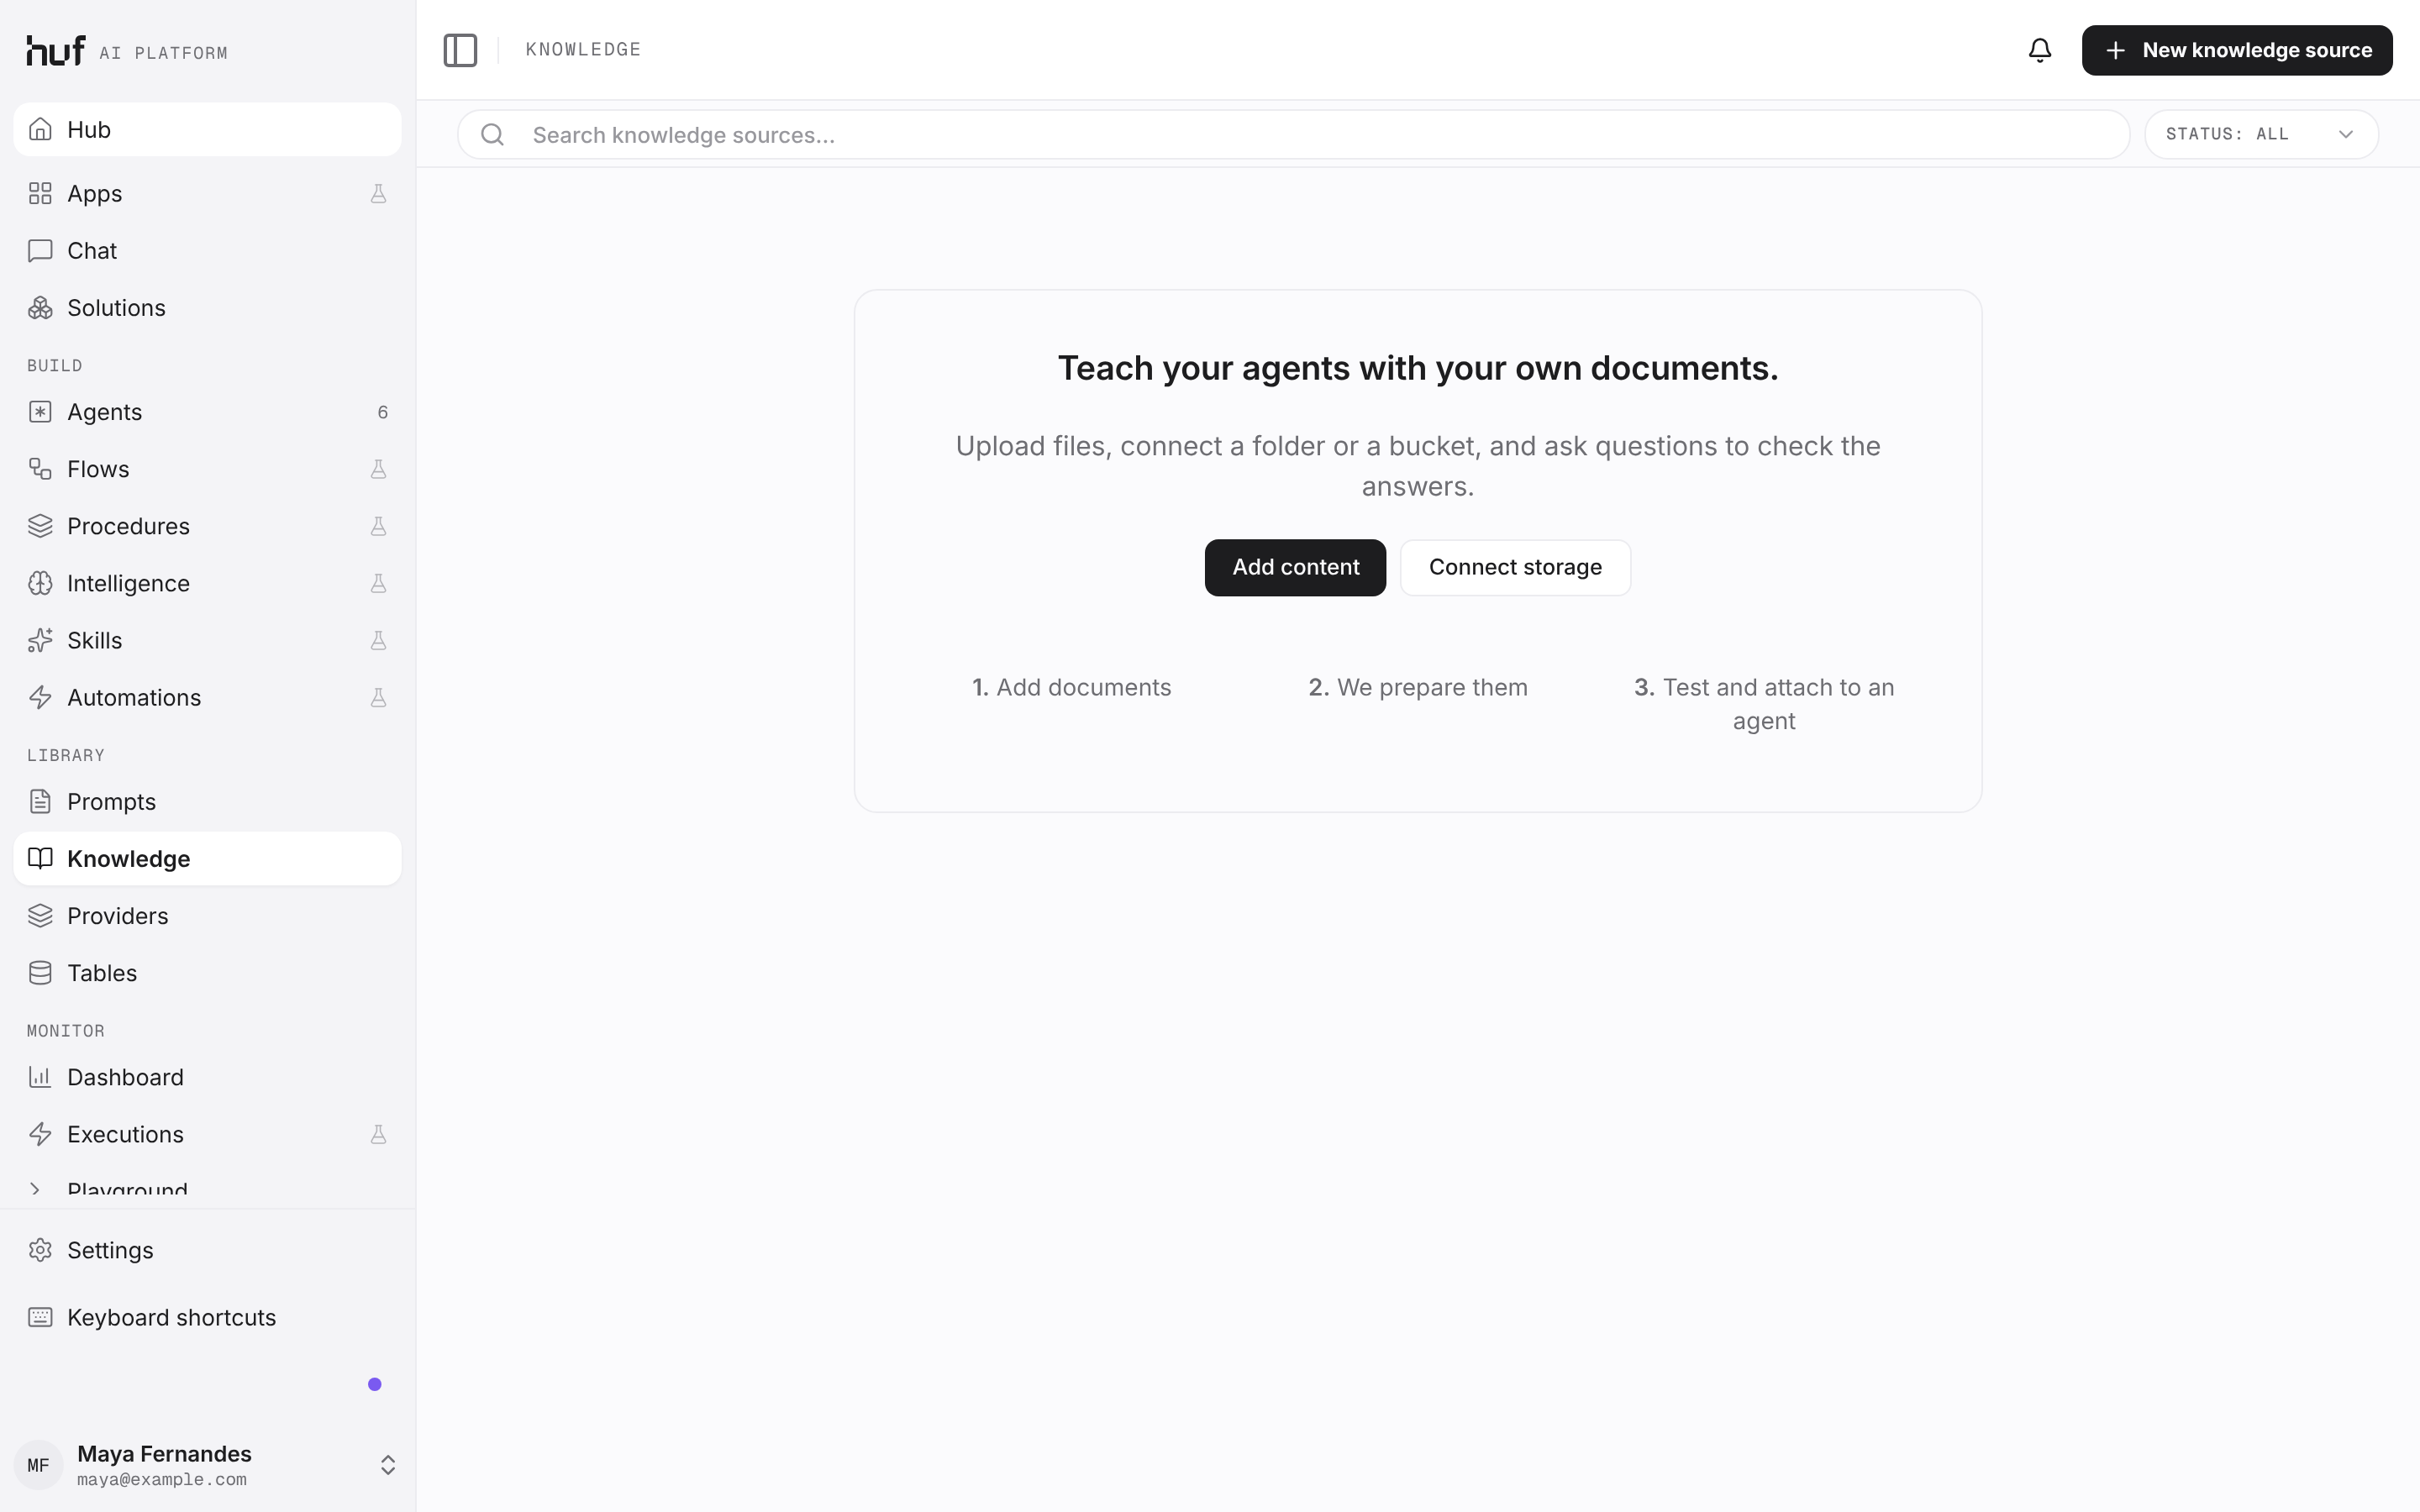 huf AI PLATFORM
Hub
Apps
Chat
Solutions
BUILD
Agents 6
Flows
Procedures
Intelligence
Skills
Automations
LIBRARY
Prompts
Knowledge
Providers
Tables
MONITOR
Dashboard
Executions
Playground
Settings
Keyboard shortcuts
MF
Maya Fernandes
maya@example.com
KNOWLEDGE
New knowledge source
Search knowledge sources...
STATUS: ALL
Teach your agents with your own documents.
Upload files, connect a folder or a bucket, and ask questions to check the
answers.
Add content
Connect storage
1. Add documents
2. We prepare them
3. Test and attach to an
agent